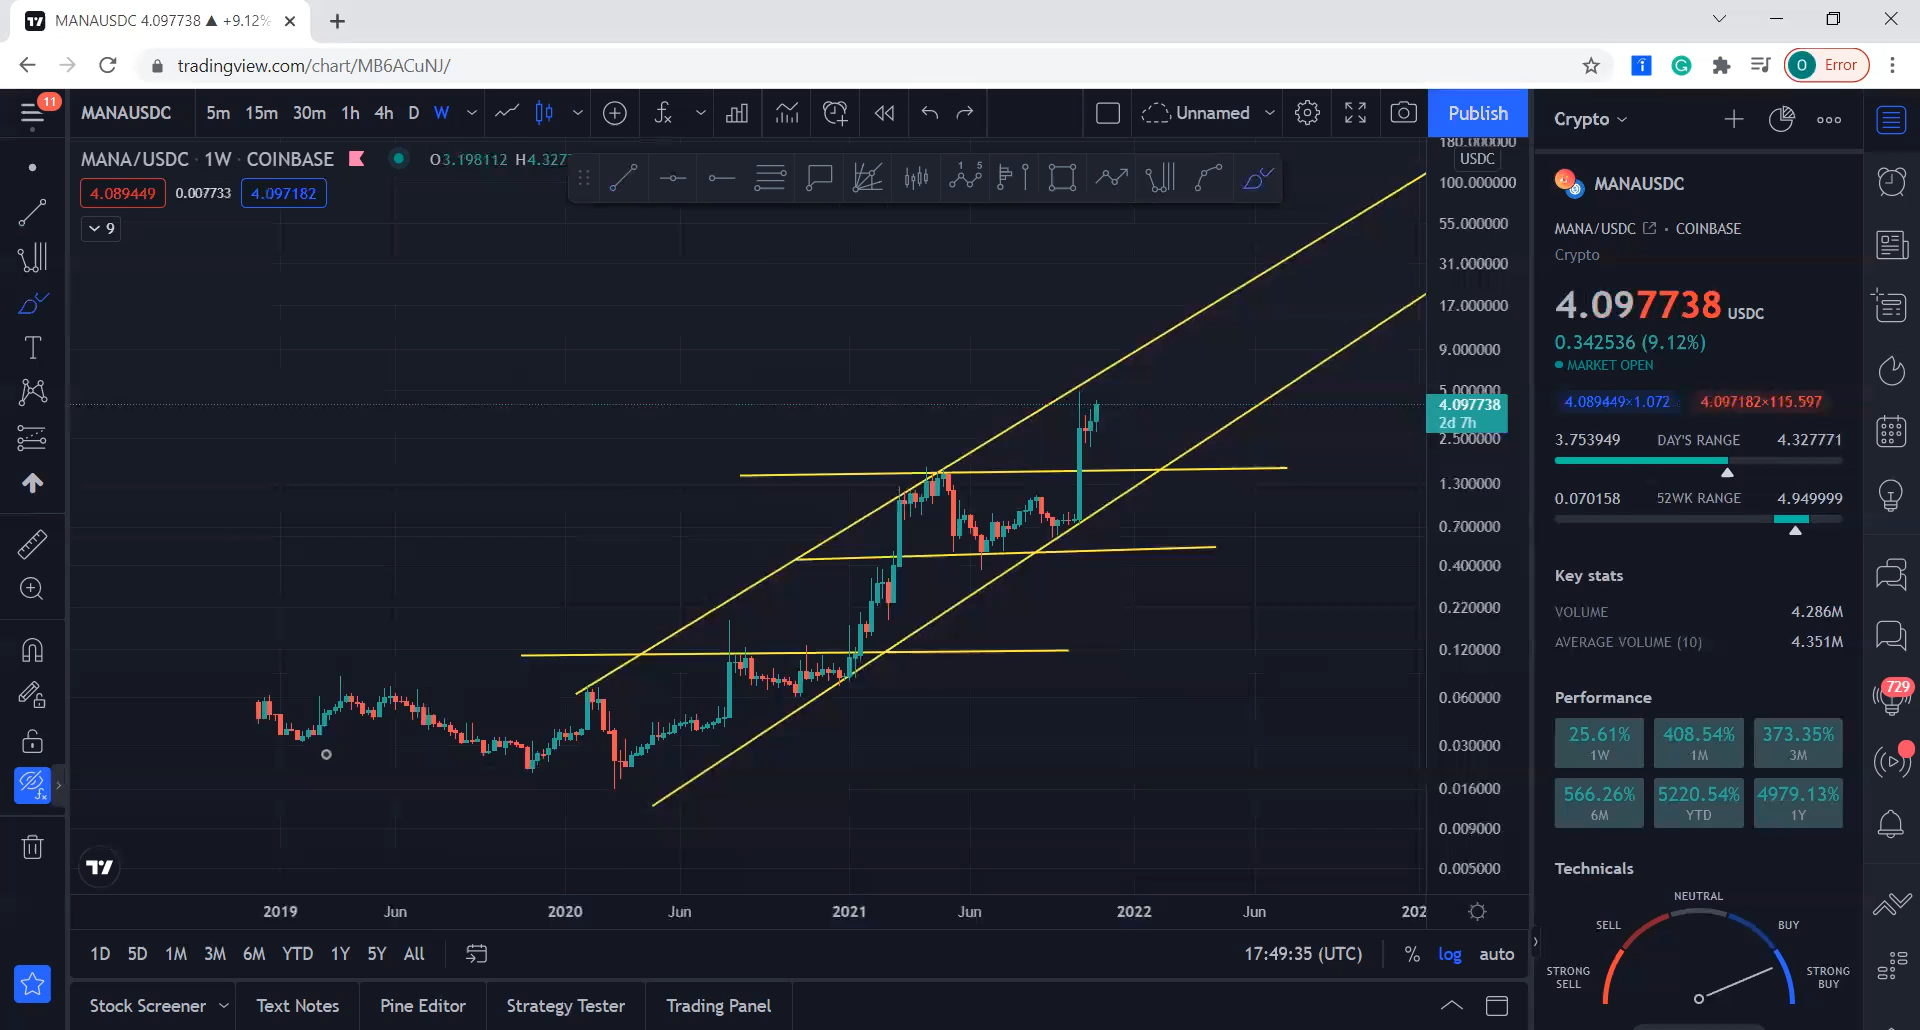 MANAUSDC 4.097738 ▲ +9.12%
tradingview.com/chart/MB6ACuNJ/
O Error
11
MANAUSDC 5m 15m 30m 1h 4h D W
Unnamed
Publish
Crypto
MANA/USDC · 1W · COINBASE
O3.198112 H4.327
4.089449 0.007733 4.097182
9
1 5
180.000000
USDC
100.000000
55.000000
31.000000
17.000000
9.000000
5.000000
4.097738
2d 7h
2.500000
1.300000
0.700000
0.400000
0.220000
0.120000
0.060000
0.030000
0.016000
0.009000
0.005000
2019 Jun 2020 Jun 2021 Jun 2022 Jun 202
1D 5D 1M 3M 6M YTD 1Y 5Y All
17:49:35 (UTC) % log auto
Stock Screener Text Notes Pine Editor Strategy Tester Trading Panel
MANAUSDC
MANA/USDC · COINBASE
Crypto
4.097738 USDC
0.342536 (9.12%)
MARKET OPEN
4.089449×1.072 4.097182×115.597
3.753949 DAY'S RANGE 4.327771
0.070158 52WK RANGE 4.949999
Key stats
VOLUME 4.286M
AVERAGE VOLUME (10) 4.351M
Performance
25.61% 408.54% 373.35%
1W 1M 3M
566.26% 5220.54% 4979.13%
6M YTD 1Y
Technicals
NEUTRAL
SELL BUY
STRONG SELL
STRONG BUY
729